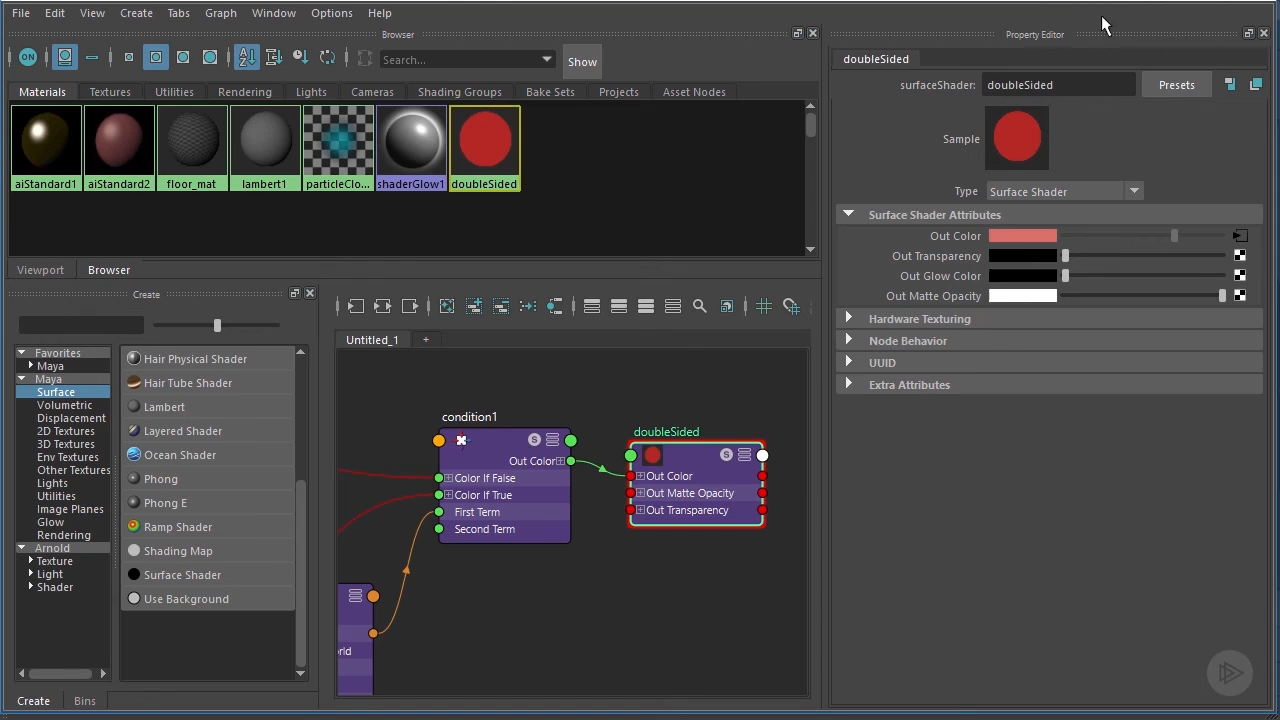 File Edit View Create Tabs Graph Window Options Help
Browser
ON Search... Show
Materials Textures Utilities Rendering Lights Cameras Shading Groups Bake Sets Projects Asset Nodes
aiStandard1 aiStandard2 floor_mat lambert1 particleClo... shaderGlow1 doubleSided
Viewport Browser
Create
Favorites
Maya
Maya
Surface
Volumetric
Displacement
2D Textures
3D Textures
Env Textures
Other Textures
Lights
Utilities
Image Planes
Glow
Rendering
Arnold
Texture
Light
Shader
Hair Physical Shader
Hair Tube Shader
Lambert
Layered Shader
Ocean Shader
Phong
Phong E
Ramp Shader
Shading Map
Surface Shader
Use Background
Create Bins
Untitled_1 +
condition1
S
Out Color
Color If False
Color If True
First Term
Second Term
rld
doubleSided
S
Out Color
Out Matte Opacity
Out Transparency
Property Editor
doubleSided
surfaceShader: doubleSided Presets
Sample
Type Surface Shader
Surface Shader Attributes
Out Color
Out Transparency
Out Glow Color
Out Matte Opacity
Hardware Texturing
Node Behavior
UUID
Extra Attributes